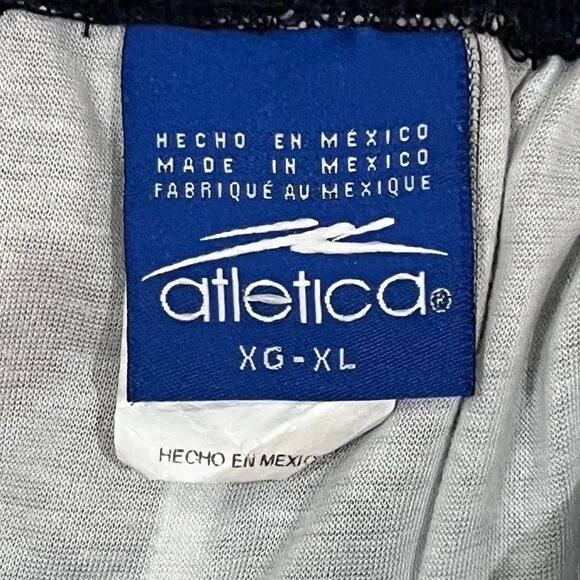 HECHO EN MÉXICO
MADE IN MEXICO
FABRIQUÉ AU MEXIQUE
atletica®
XG-XL
HECHO EN MEXICO